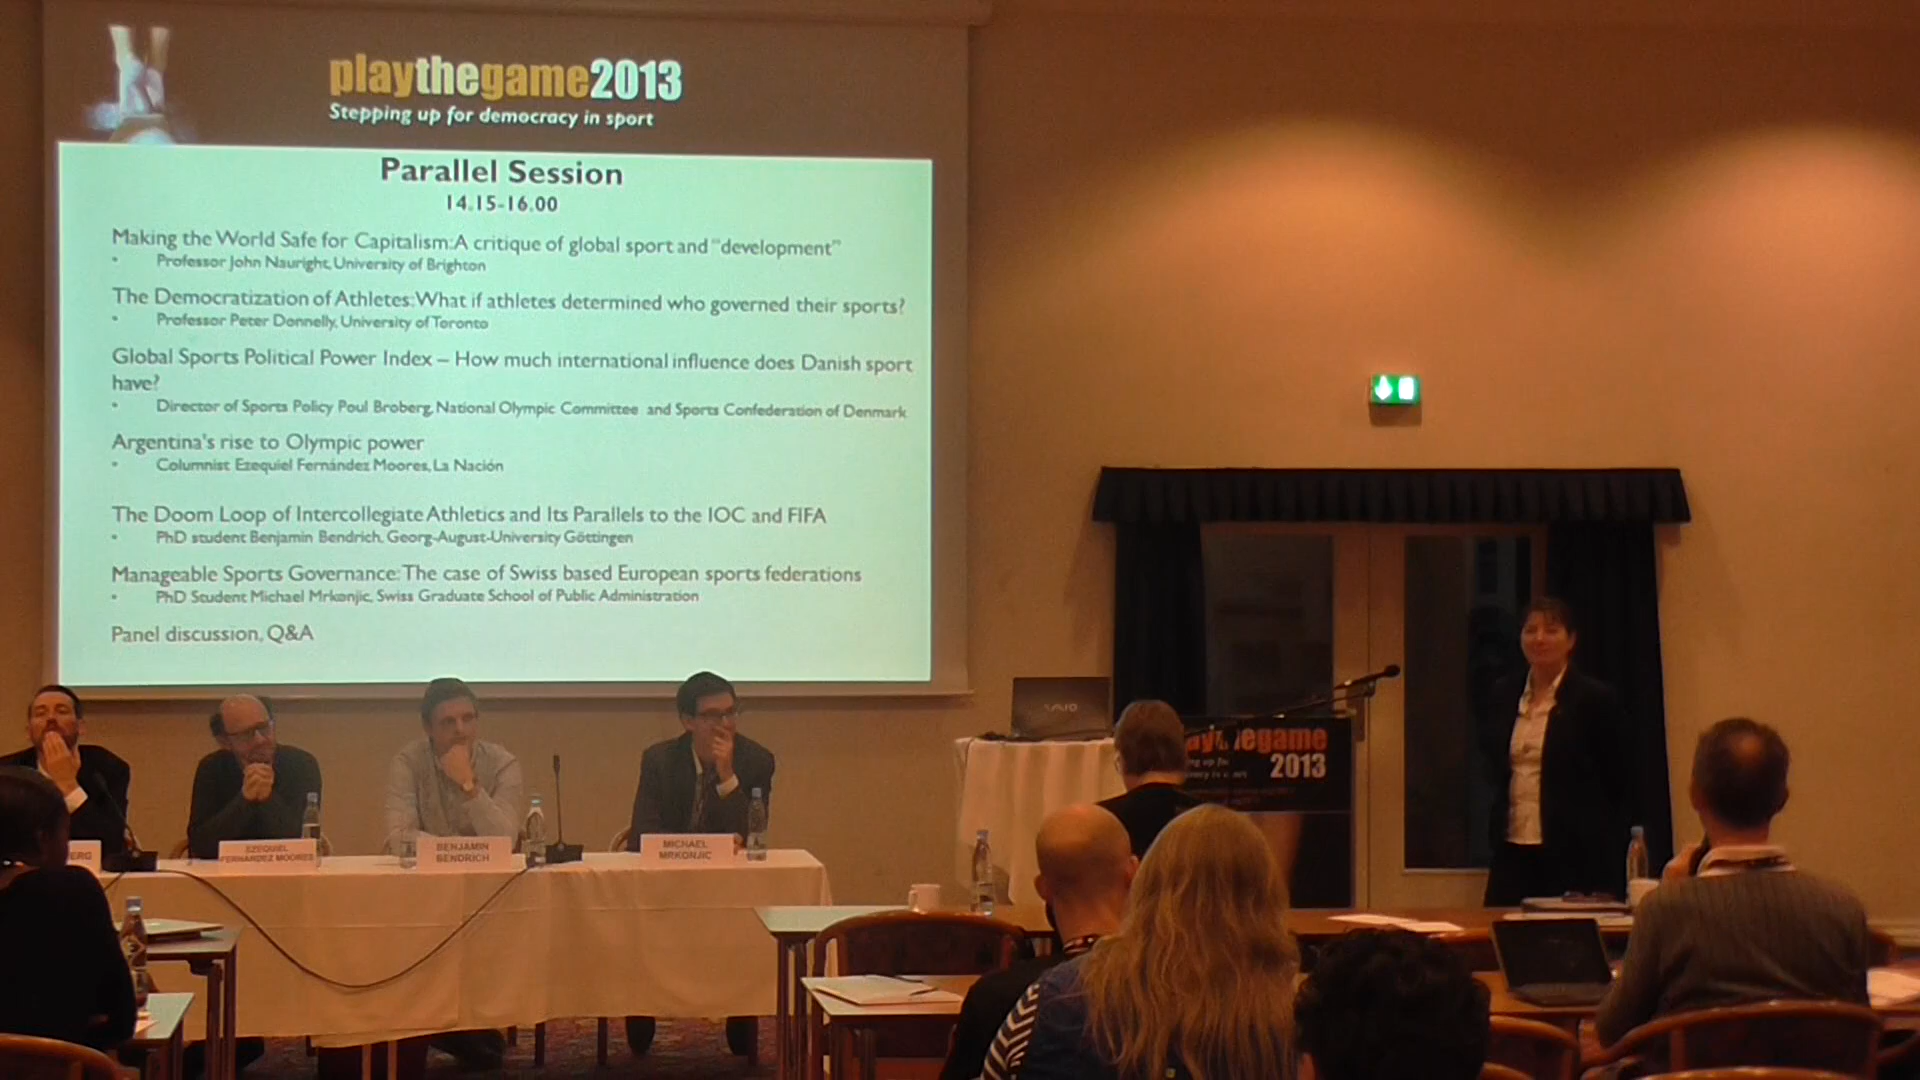 playthegame2013
Stepping up for democracy in sport
Parallel Session
14.15-16.00
Making the World Safe for Capitalism: A critique of global sport and "development"
• Professor John Nauright, University of Brighton
The Democratization of Athletes: What if athletes determined who governed their sports?
• Professor Peter Donnelly, University of Toronto
Global Sports Political Power Index – How much international influence does Danish sport
have?
• Director of Sports Policy Poul Broberg, National Olympic Committee and Sports Confederation of Denmark
Argentina's rise to Olympic power
• Columnist Ezequiel Fernández Moores, La Nación
The Doom Loop of Intercollegiate Athletics and Its Parallels to the IOC and FIFA
• PhD student Benjamin Bendrich, Georg-August-University Göttingen
Manageable Sports Governance: The case of Swiss based European sports federations
• PhD Student Michael Mrkonjic, Swiss Graduate School of Public Administration
Panel discussion, Q&A
ERG
EZEQUIEL
FERNÁNDEZ MOORES
BENJAMIN
BENDRICH
MICHAEL
MRKONJIC
VAIO
egame
2013